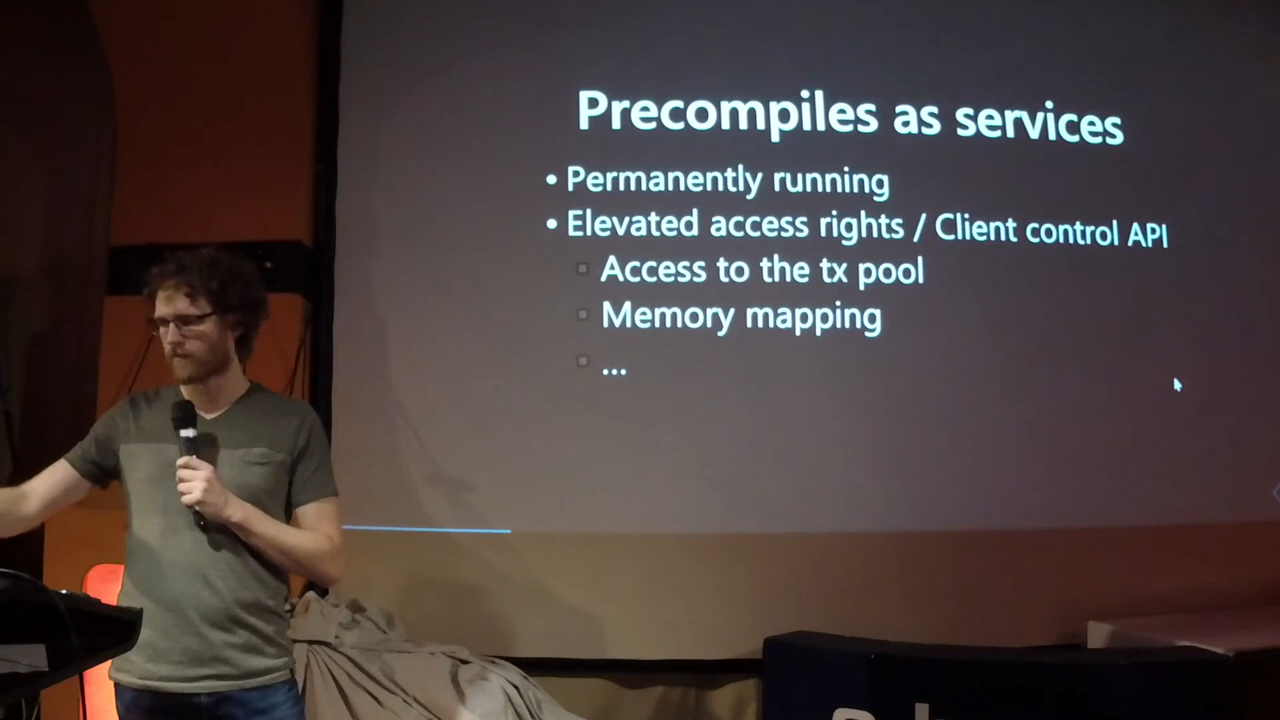 Precompiles as services
• Permanently running
• Elevated access rights / Client control API
▫ Access to the tx pool
▫ Memory mapping
▫ ...